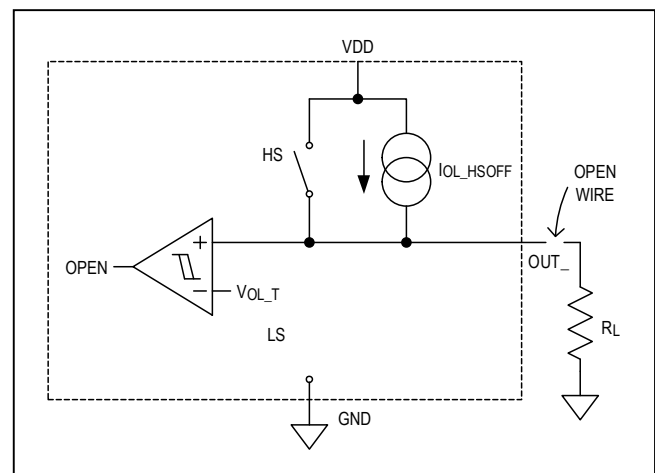 VDD
HS
IOL_HSOFF
OPEN
WIRE
+
OPEN
OUT_
−
VOL_T
LS
RL
GND